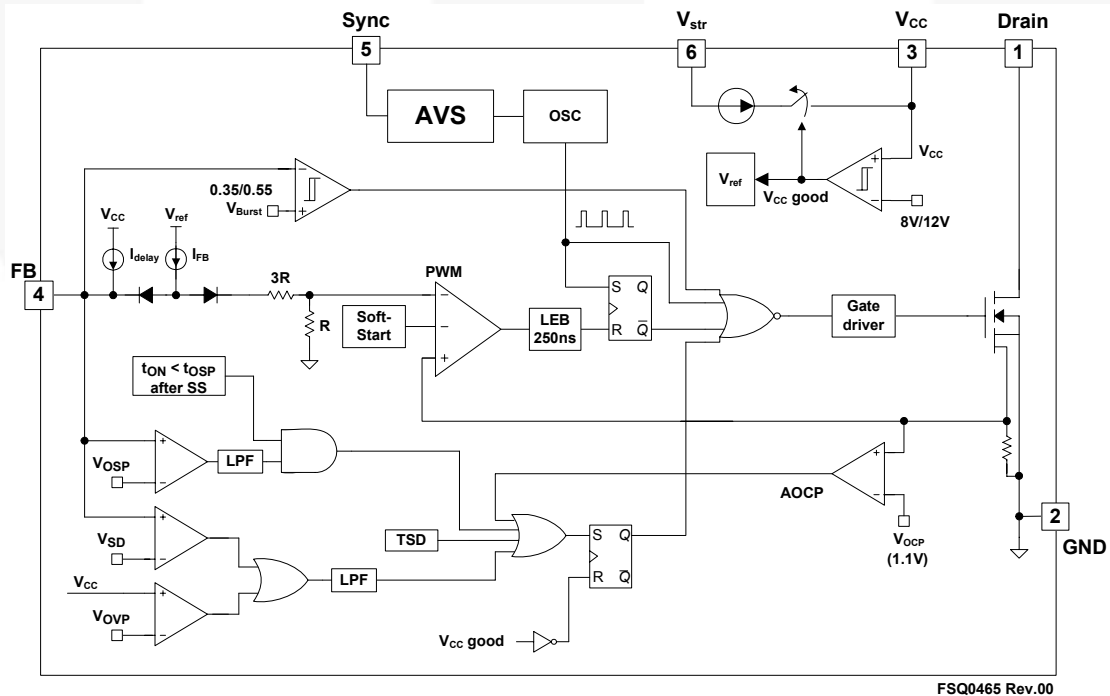 Sync
5
Vstr
6
VCC
3
Drain
1
AVS
OSC
VCC
Vref
VCC good
8V/12V
0.35/0.55
VBurst
VCC
Vref
Idelay
IFB
FB
4
3R
R
PWM
Soft-
Start
LEB
250ns
S Q
R Q
Gate
driver
tON < tOSP
after SS
VOSP
LPF
AOCP
VOCP
(1.1V)
2
GND
VSD
TSD
S Q
R Q
LPF
VCC
VOVP
VCC good
FSQ0465 Rev.00